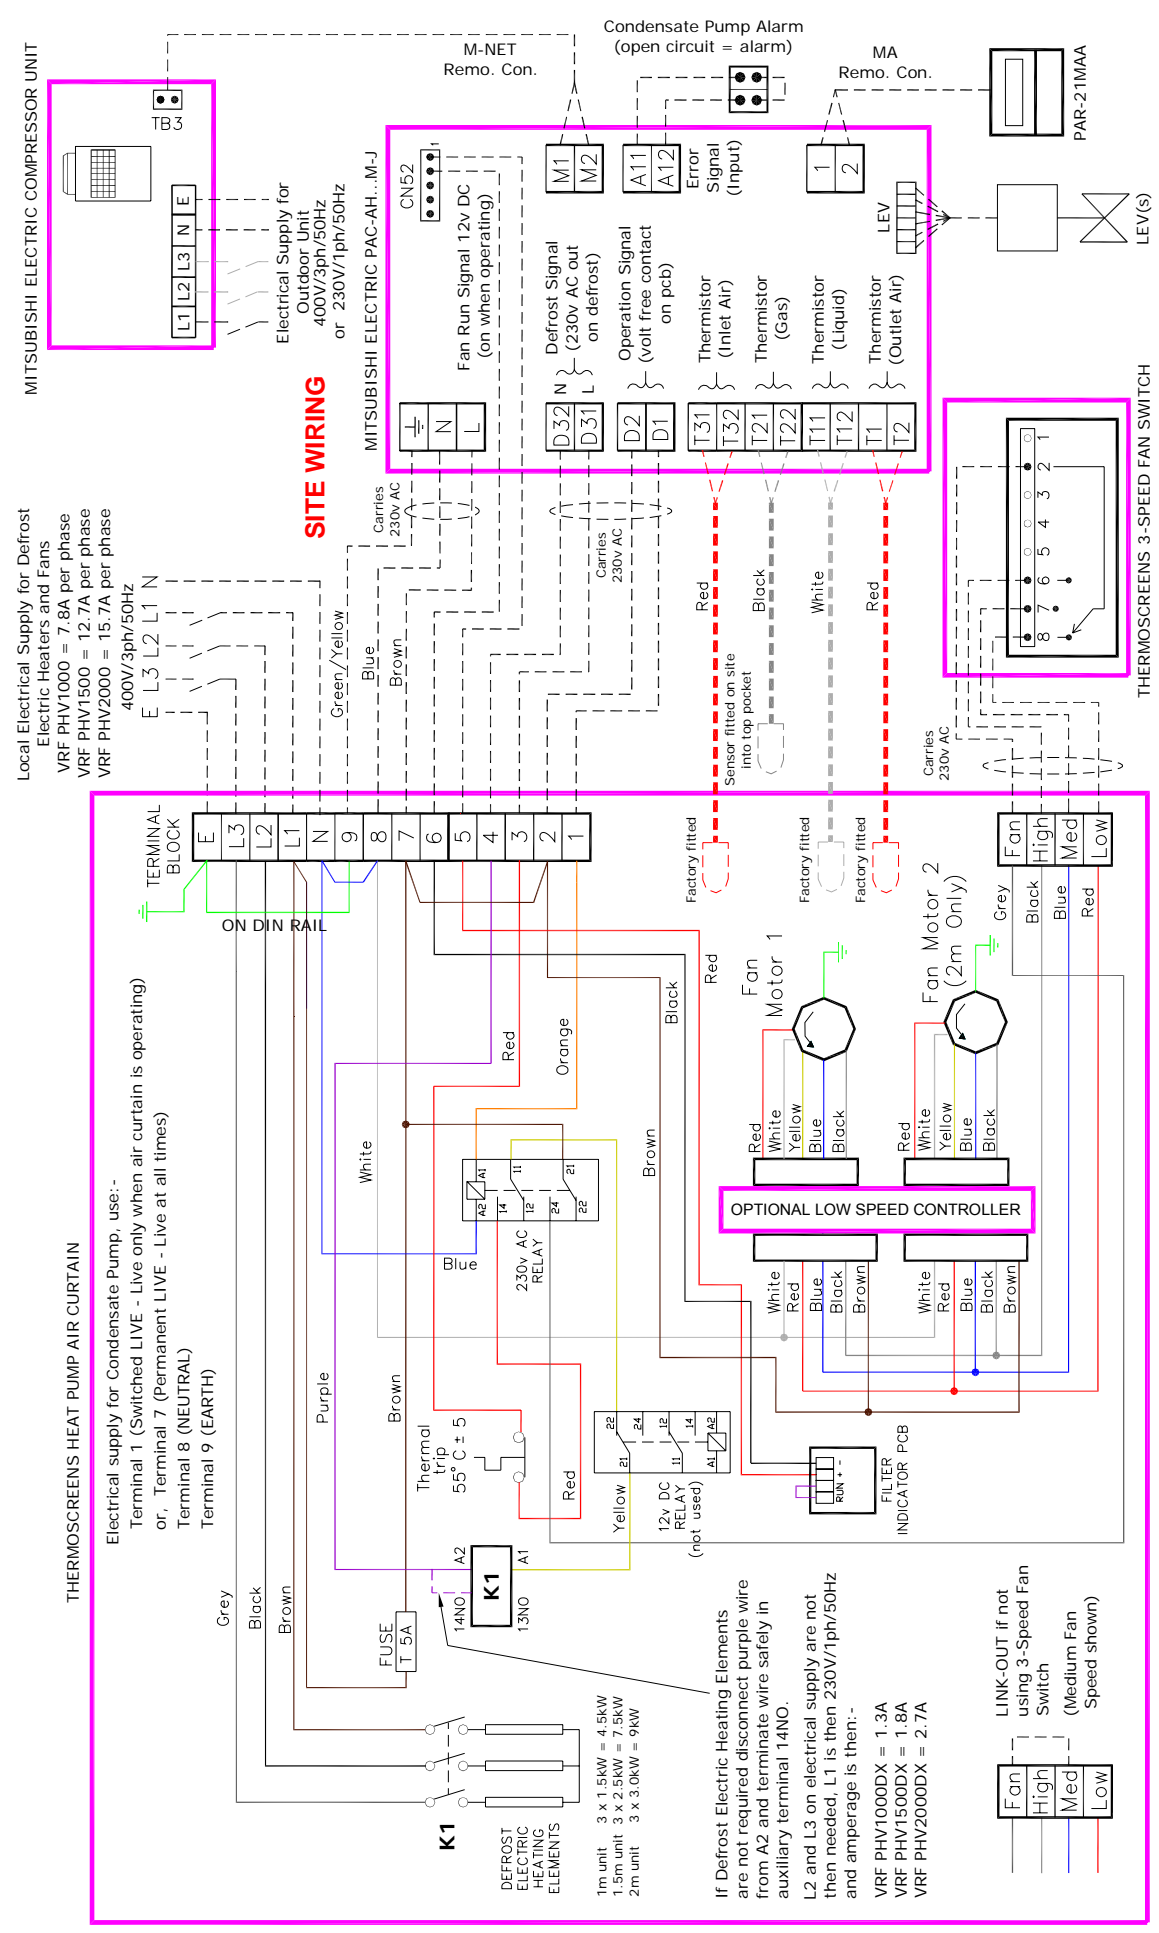 MITSUBISHI ELECTRIC COMPRESSOR UNIT
TB3
L1
L2
L3
N
E
Electrical Supply for
Outdoor Unit
400V/3ph/50Hz
or 230V/1ph/50Hz
M-NET
Remo. Con.
Condensate Pump Alarm
(open circuit = alarm)
MA
Remo. Con.
PAR-21MAA
SITE WIRING
MITSUBISHI ELECTRIC PAC-AH...M-J
CN52
1
Fan Run Signal 12v DC
(on when operating)
M1
M2
A11
A12
Error
Signal
(Input)
1
2
LEV
LEV(s)
N
L
D32
D31
N
L
Defrost Signal
(230v AC out
on defrost)
D2
D1
Operation Signal
(volt free contact
on pcb)
T31
T32
Thermistor
(Inlet Air)
T21
T22
Thermistor
(Gas)
T11
T12
Thermistor
(Liquid)
T1
T2
Thermistor
(Outlet Air)
Local Electrical Supply for Defrost
Electric Heaters and Fans
VRF PHV1000 = 7.8A per phase
VRF PHV1500 = 12.7A per phase
VRF PHV2000 = 15.7A per phase
400V/3ph/50Hz
E
L3
L2
L1
N
Green/Yellow
Blue
Brown
Carries
230v AC
Carries
230v AC
Red
Black
White
Red
Sensor fitted on site
into top pocket
Factory fitted
Factory fitted
Factory fitted
THERMOSCREENS 3-SPEED FAN SWITCH
8
7
6
5
4
3
2
1
Carries
230v AC
THERMOSCREENS HEAT PUMP AIR CURTAIN
TERMINAL
BLOCK
E
L3
L2
L1
N
9
8
7
6
5
4
3
2
1
ON DIN RAIL
Fan
High
Med
Low
Grey
Black
Blue
Red
Electrical supply for Condensate Pump, use:-
Terminal 1 (Switched LIVE - Live only when air curtain is operating)
or, Terminal 7 (Permanent LIVE - Live at all times)
Terminal 8 (NEUTRAL)
Terminal 9 (EARTH)
White
Red
Orange
Black
Red
Brown
Blue
Purple
Brown
A1
A2
11
14
12
21
24
22
230v AC
RELAY
Thermal
trip
55° C ± 5
Red
Yellow
22
21
24
12
11
14
A2
A1
12v DC
RELAY
(not used)
Fan
Motor 1
Red
White
Yellow
Blue
Black
Fan Motor 2
(2m Only)
Red
White
Yellow
Blue
Black
OPTIONAL LOW SPEED CONTROLLER
White
Red
Blue
Black
Brown
White
Red
Blue
Black
Brown
RUN + -
FILTER
INDICATOR PCB
Grey
Black
Brown
FUSE
T 5A
A2
A1
14NO
13NO
K1
K1
DEFROST
ELECTRIC
HEATING
ELEMENTS
1m unit 3 x 1.5kW = 4.5kW
1.5m unit 3 x 2.5kW = 7.5kW
2m unit 3 x 3.0kW = 9kW
If Defrost Electric Heating Elements
are not required disconnect purple wire
from A2 and terminate wire safely in
auxiliary terminal 14NO.
L2 and L3 on electrical supply are not
then needed, L1 is then 230V/1ph/50Hz
and amperage is then:-
VRF PHV1000DX = 1.3A
VRF PHV1500DX = 1.8A
VRF PHV2000DX = 2.7A
LINK-OUT if not
using 3-Speed Fan
Switch
(Medium Fan
Speed shown)
Fan
High
Med
Low